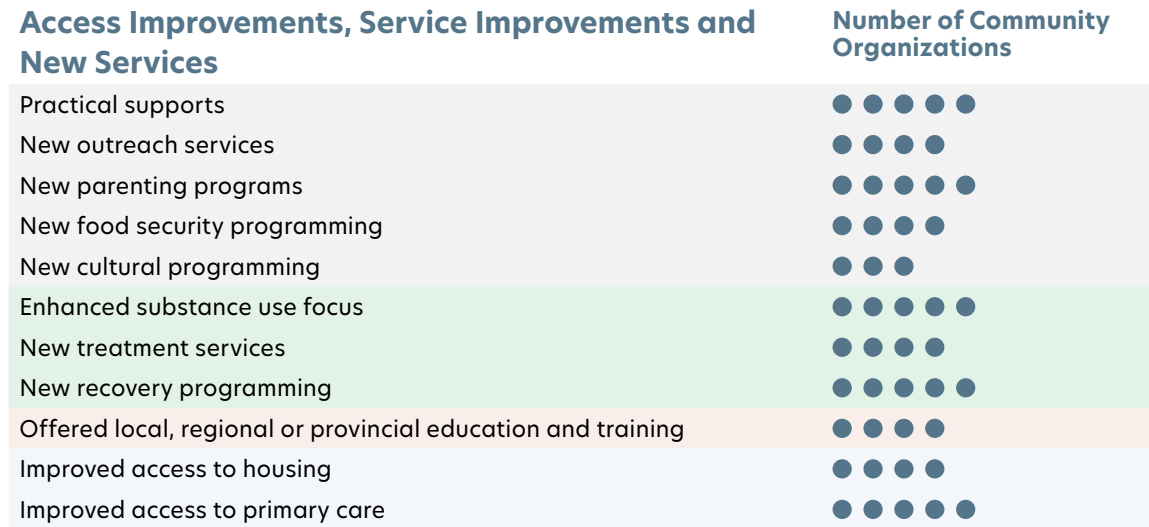 Access Improvements, Service Improvements and
New Services
Number of Community
Organizations
Practical supports
New outreach services
New parenting programs
New food security programming
New cultural programming
Enhanced substance use focus
New treatment services
New recovery programming
Offered local, regional or provincial education and training
Improved access to housing
Improved access to primary care